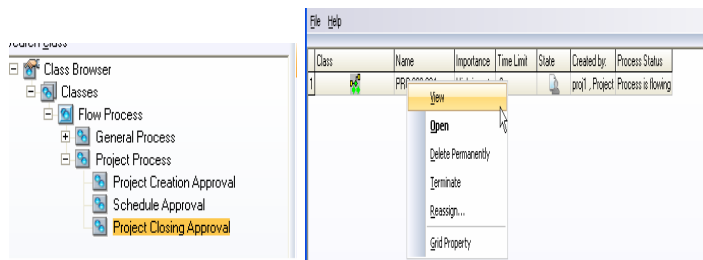 Search Class
Class Browser
Classes
Flow Process
General Process
Project Process
Project Creation Approval
Schedule Approval
Project Closing Approval
File Help
Class Name Importance Time Limit State Created by: Process Status
1 proj1 , Project Process is flowing
View
Open
Delete Permanently
Terminate
Reassign...
Grid Property